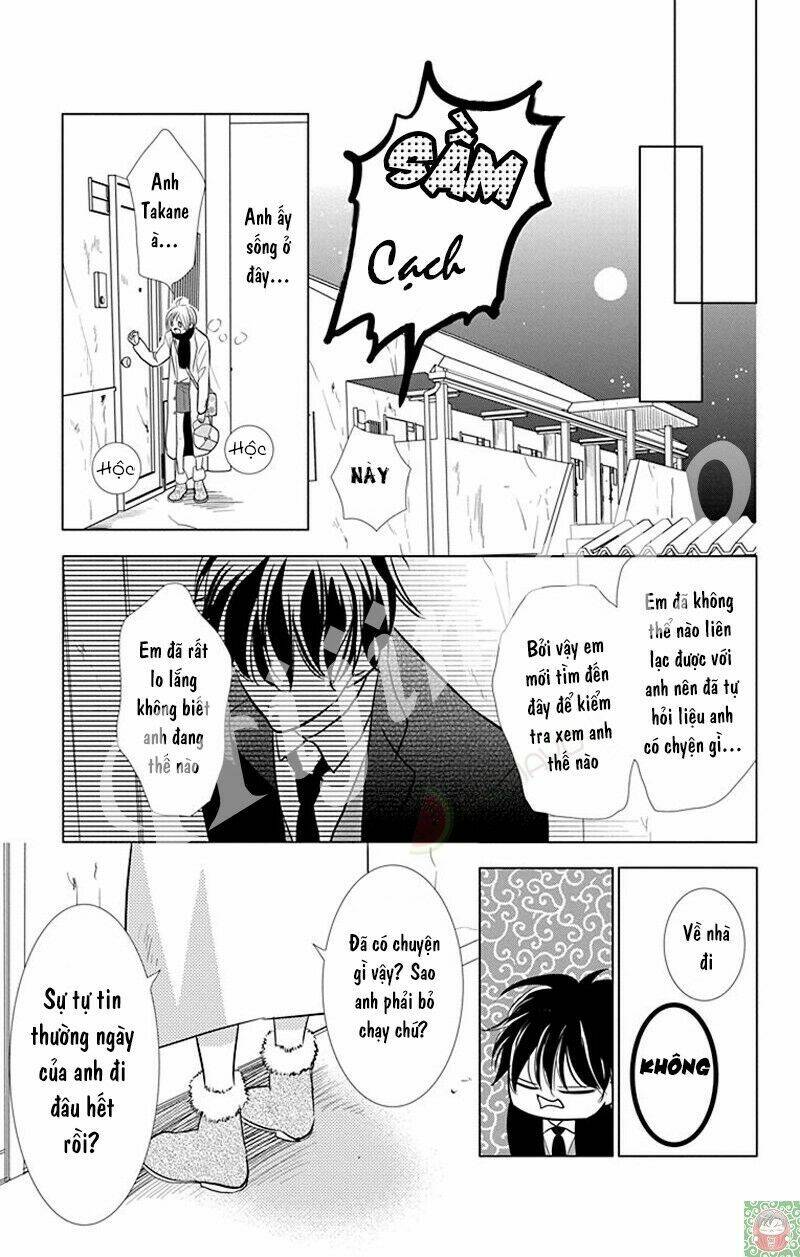 SẦM
Cạch
NÀY
Anh ấy
sống ở
đây...
Anh
Takane
à...
HỘC
HỘC
Em đã không
thể nào liên
lạc được với
anh nên đã tự
hỏi liệu anh
có chyện gì...
Bởi vậy em
mới tìm đến
đây để kiểm
tra xem anh
thế nào
Em đã rất
lo lắng
không biết
anh đang
thế nào
Về nhà
đi
KHÔNG
Đã có chuyện
gì vậy? Sao
anh phải bỏ
chạy chứ?
Sự tự tin
thường ngày
của anh đi
đâu hết
rồi?